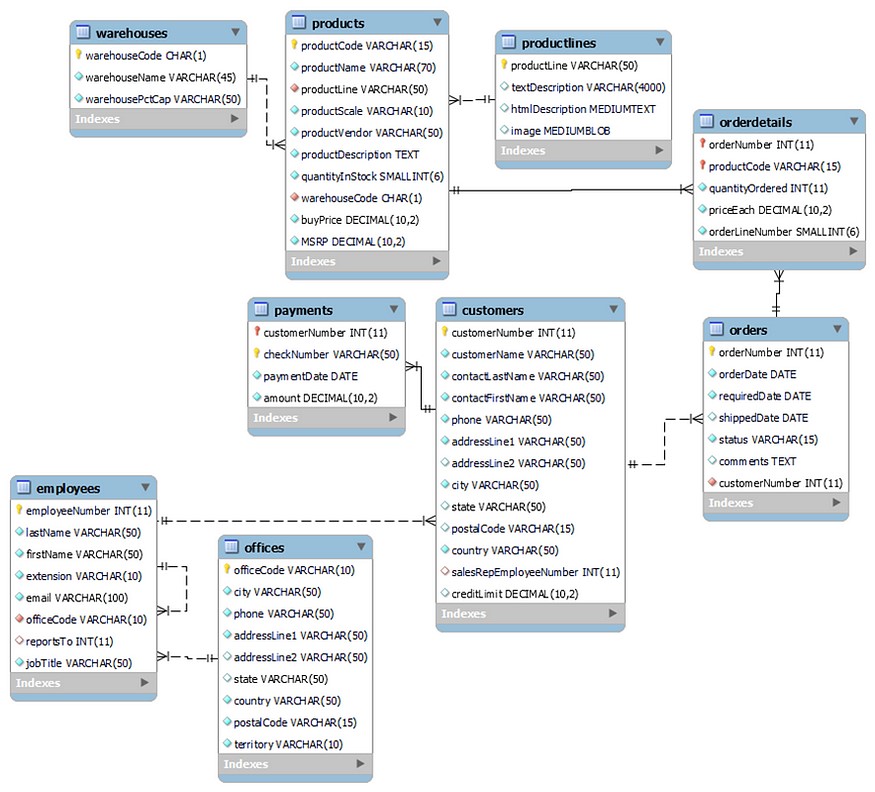 warehouses
warehouseCode CHAR(1)
warehouseName VARCHAR(45)
warehousePctCap VARCHAR(50)
Indexes
products
productCode VARCHAR(15)
productName VARCHAR(70)
productLine VARCHAR(50)
productScale VARCHAR(10)
productVendor VARCHAR(50)
productDescription TEXT
quantityInStock SMALLINT(6)
warehouseCode CHAR(1)
buyPrice DECIMAL(10,2)
MSRP DECIMAL(10,2)
Indexes
productlines
productLine VARCHAR(50)
textDescription VARCHAR(4000)
htmlDescription MEDIUMTEXT
image MEDIUMBLOB
Indexes
orderdetails
orderNumber INT(11)
productCode VARCHAR(15)
quantityOrdered INT(11)
priceEach DECIMAL(10,2)
orderLineNumber SMALLINT(6)
Indexes
payments
customerNumber INT(11)
checkNumber VARCHAR(50)
paymentDate DATE
amount DECIMAL(10,2)
Indexes
customers
customerNumber INT(11)
customerName VARCHAR(50)
contactLastName VARCHAR(50)
contactFirstName VARCHAR(50)
phone VARCHAR(50)
addressLine1 VARCHAR(50)
addressLine2 VARCHAR(50)
city VARCHAR(50)
state VARCHAR(50)
postalCode VARCHAR(15)
country VARCHAR(50)
salesRepEmployeeNumber INT(11)
creditLimit DECIMAL(10,2)
Indexes
orders
orderNumber INT(11)
orderDate DATE
requiredDate DATE
shippedDate DATE
status VARCHAR(15)
comments TEXT
customerNumber INT(11)
Indexes
employees
employeeNumber INT(11)
lastName VARCHAR(50)
firstName VARCHAR(50)
extension VARCHAR(10)
email VARCHAR(100)
officeCode VARCHAR(10)
reportsTo INT(11)
jobTitle VARCHAR(50)
Indexes
offices
officeCode VARCHAR(10)
city VARCHAR(50)
phone VARCHAR(50)
addressLine1 VARCHAR(50)
addressLine2 VARCHAR(50)
state VARCHAR(50)
country VARCHAR(50)
postalCode VARCHAR(15)
territory VARCHAR(10)
Indexes